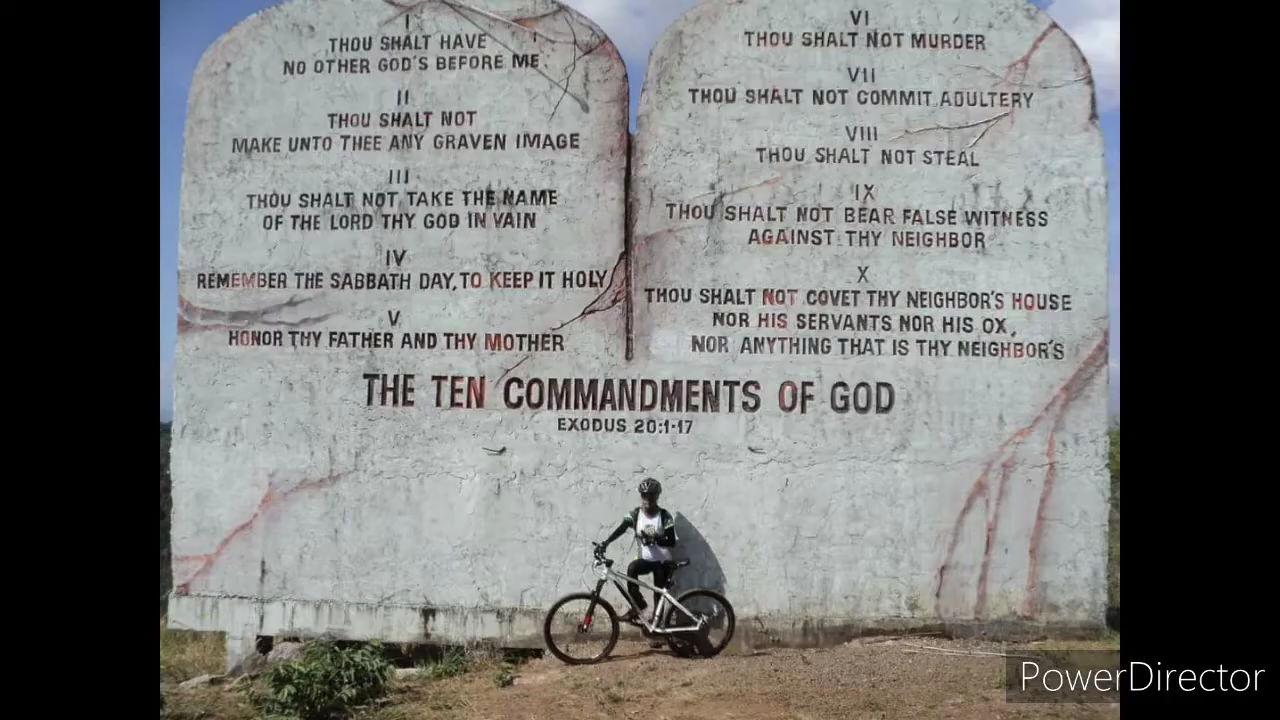 I
THOU SHALT HAVE
NO OTHER GOD'S BEFORE ME.
II
THOU SHALT NOT
MAKE UNTO THEE ANY GRAVEN IMAGE
III
THOU SHALT NOT TAKE THE NAME
OF THE LORD THY GOD IN VAIN
IV
REMEMBER THE SABBATH DAY, TO KEEP IT HOLY
V
HONOR THY FATHER AND THY MOTHER
VI
THOU SHALT NOT MURDER
VII
THOU SHALT NOT COMMIT ADULTERY
VIII
THOU SHALT NOT STEAL
IX
THOU SHALT NOT BEAR FALSE WITNESS
AGAINST THY NEIGHBOR
X
THOU SHALT NOT COVET THY NEIGHBOR'S HOUSE
NOR HIS SERVANTS NOR HIS OX,
NOR ANYTHING THAT IS THY NEIGHBOR'S
THE TEN COMMANDMENTS OF GOD
EXODUS 20:1-17
PowerDirector